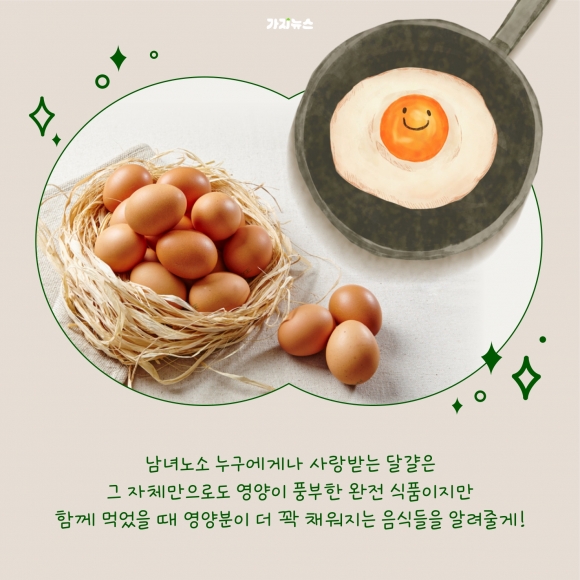 가지뉴스
남녀노소 누구에게나 사랑받는 달걀은
그 자체만으로도 영양이 풍부한 완전 식품이지만
함께 먹었을 때 영양분이 더 꽉 채워지는 음식들을 알려줄게!